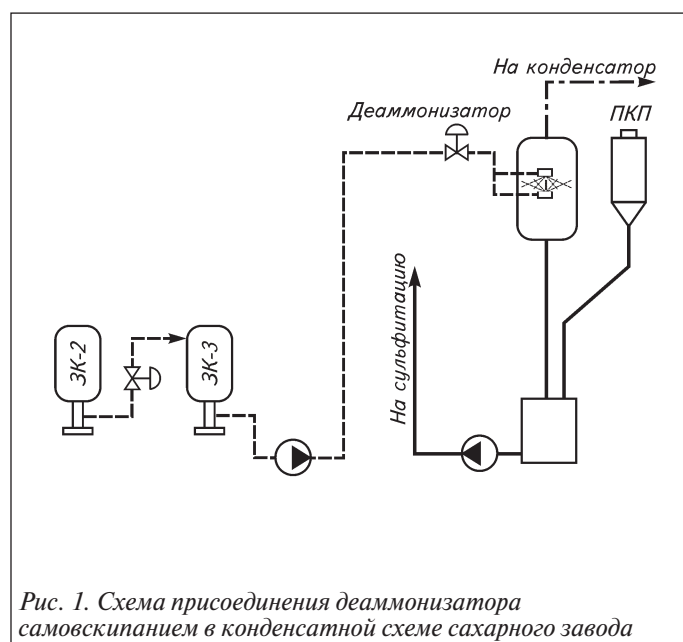 На конденсатор
Деаммонизатор
ПКП
На сульфитацию
ЗК-2
ЗК-3
Рис. 1. Схема присоединения деаммонизатора
самовскипанием в конденсатной схеме сахарного завода